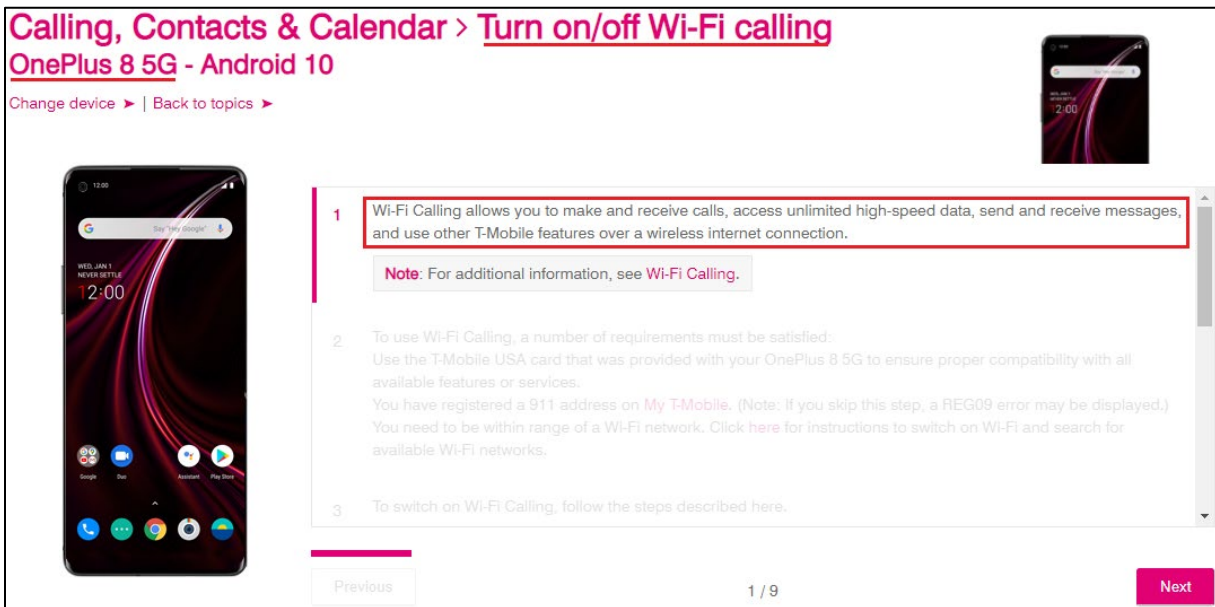 Calling, Contacts & Calendar > Turn on/off Wi-Fi calling
OnePlus 8 5G - Android 10
Change device ➤ | Back to topics ➤
12:00
G Say "Hey Google"
WED, JAN 1
NEVER SETTLE
12:00
Google Duo Assistant Play Store
1 Wi-Fi Calling allows you to make and receive calls, access unlimited high-speed data, send and receive messages,
and use other T-Mobile features over a wireless internet connection.
Note: For additional information, see Wi-Fi Calling.
2 To use Wi-Fi Calling, a number of requirements must be satisfied:
Use the T-Mobile USA card that was provided with your OnePlus 8 5G to ensure proper compatibility with all
available features or services.
You have registered a 911 address on My T-Mobile. (Note: If you skip this step, a REG09 error may be displayed.)
You need to be within range of a Wi-Fi network. Click here for instructions to switch on Wi-Fi and search for
available Wi-Fi networks.
3 To switch on Wi-Fi Calling, follow the steps described here.
Previous
1 / 9
Next